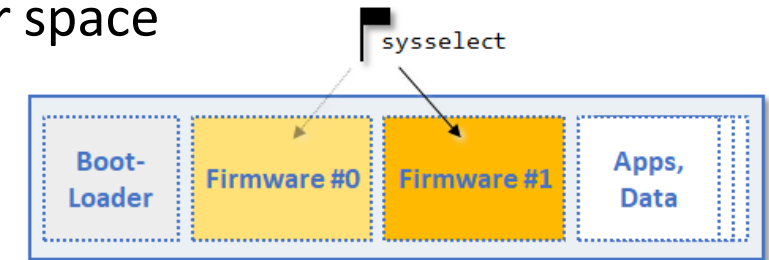 r space
sysselect
Boot-
Loader
Firmware #0
Firmware #1
Apps,
Data